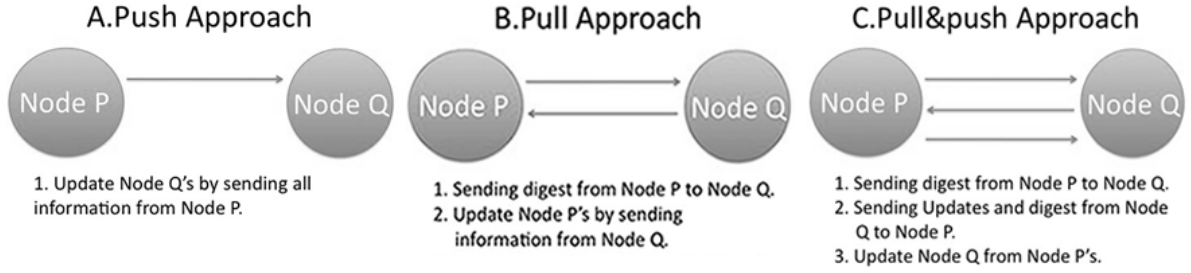 A.Push Approach
Node P
Node Q
1. Update Node Q's by sending all
information from Node P.
B.Pull Approach
Node P
Node Q
1. Sending digest from Node P to Node Q.
2. Update Node P's by sending
information from Node Q.
C.Pull&push Approach
Node P
Node Q
1. Sending digest from Node P to Node Q.
2. Sending Updates and digest from Node
Q to Node P.
3. Update Node Q from Node P's.